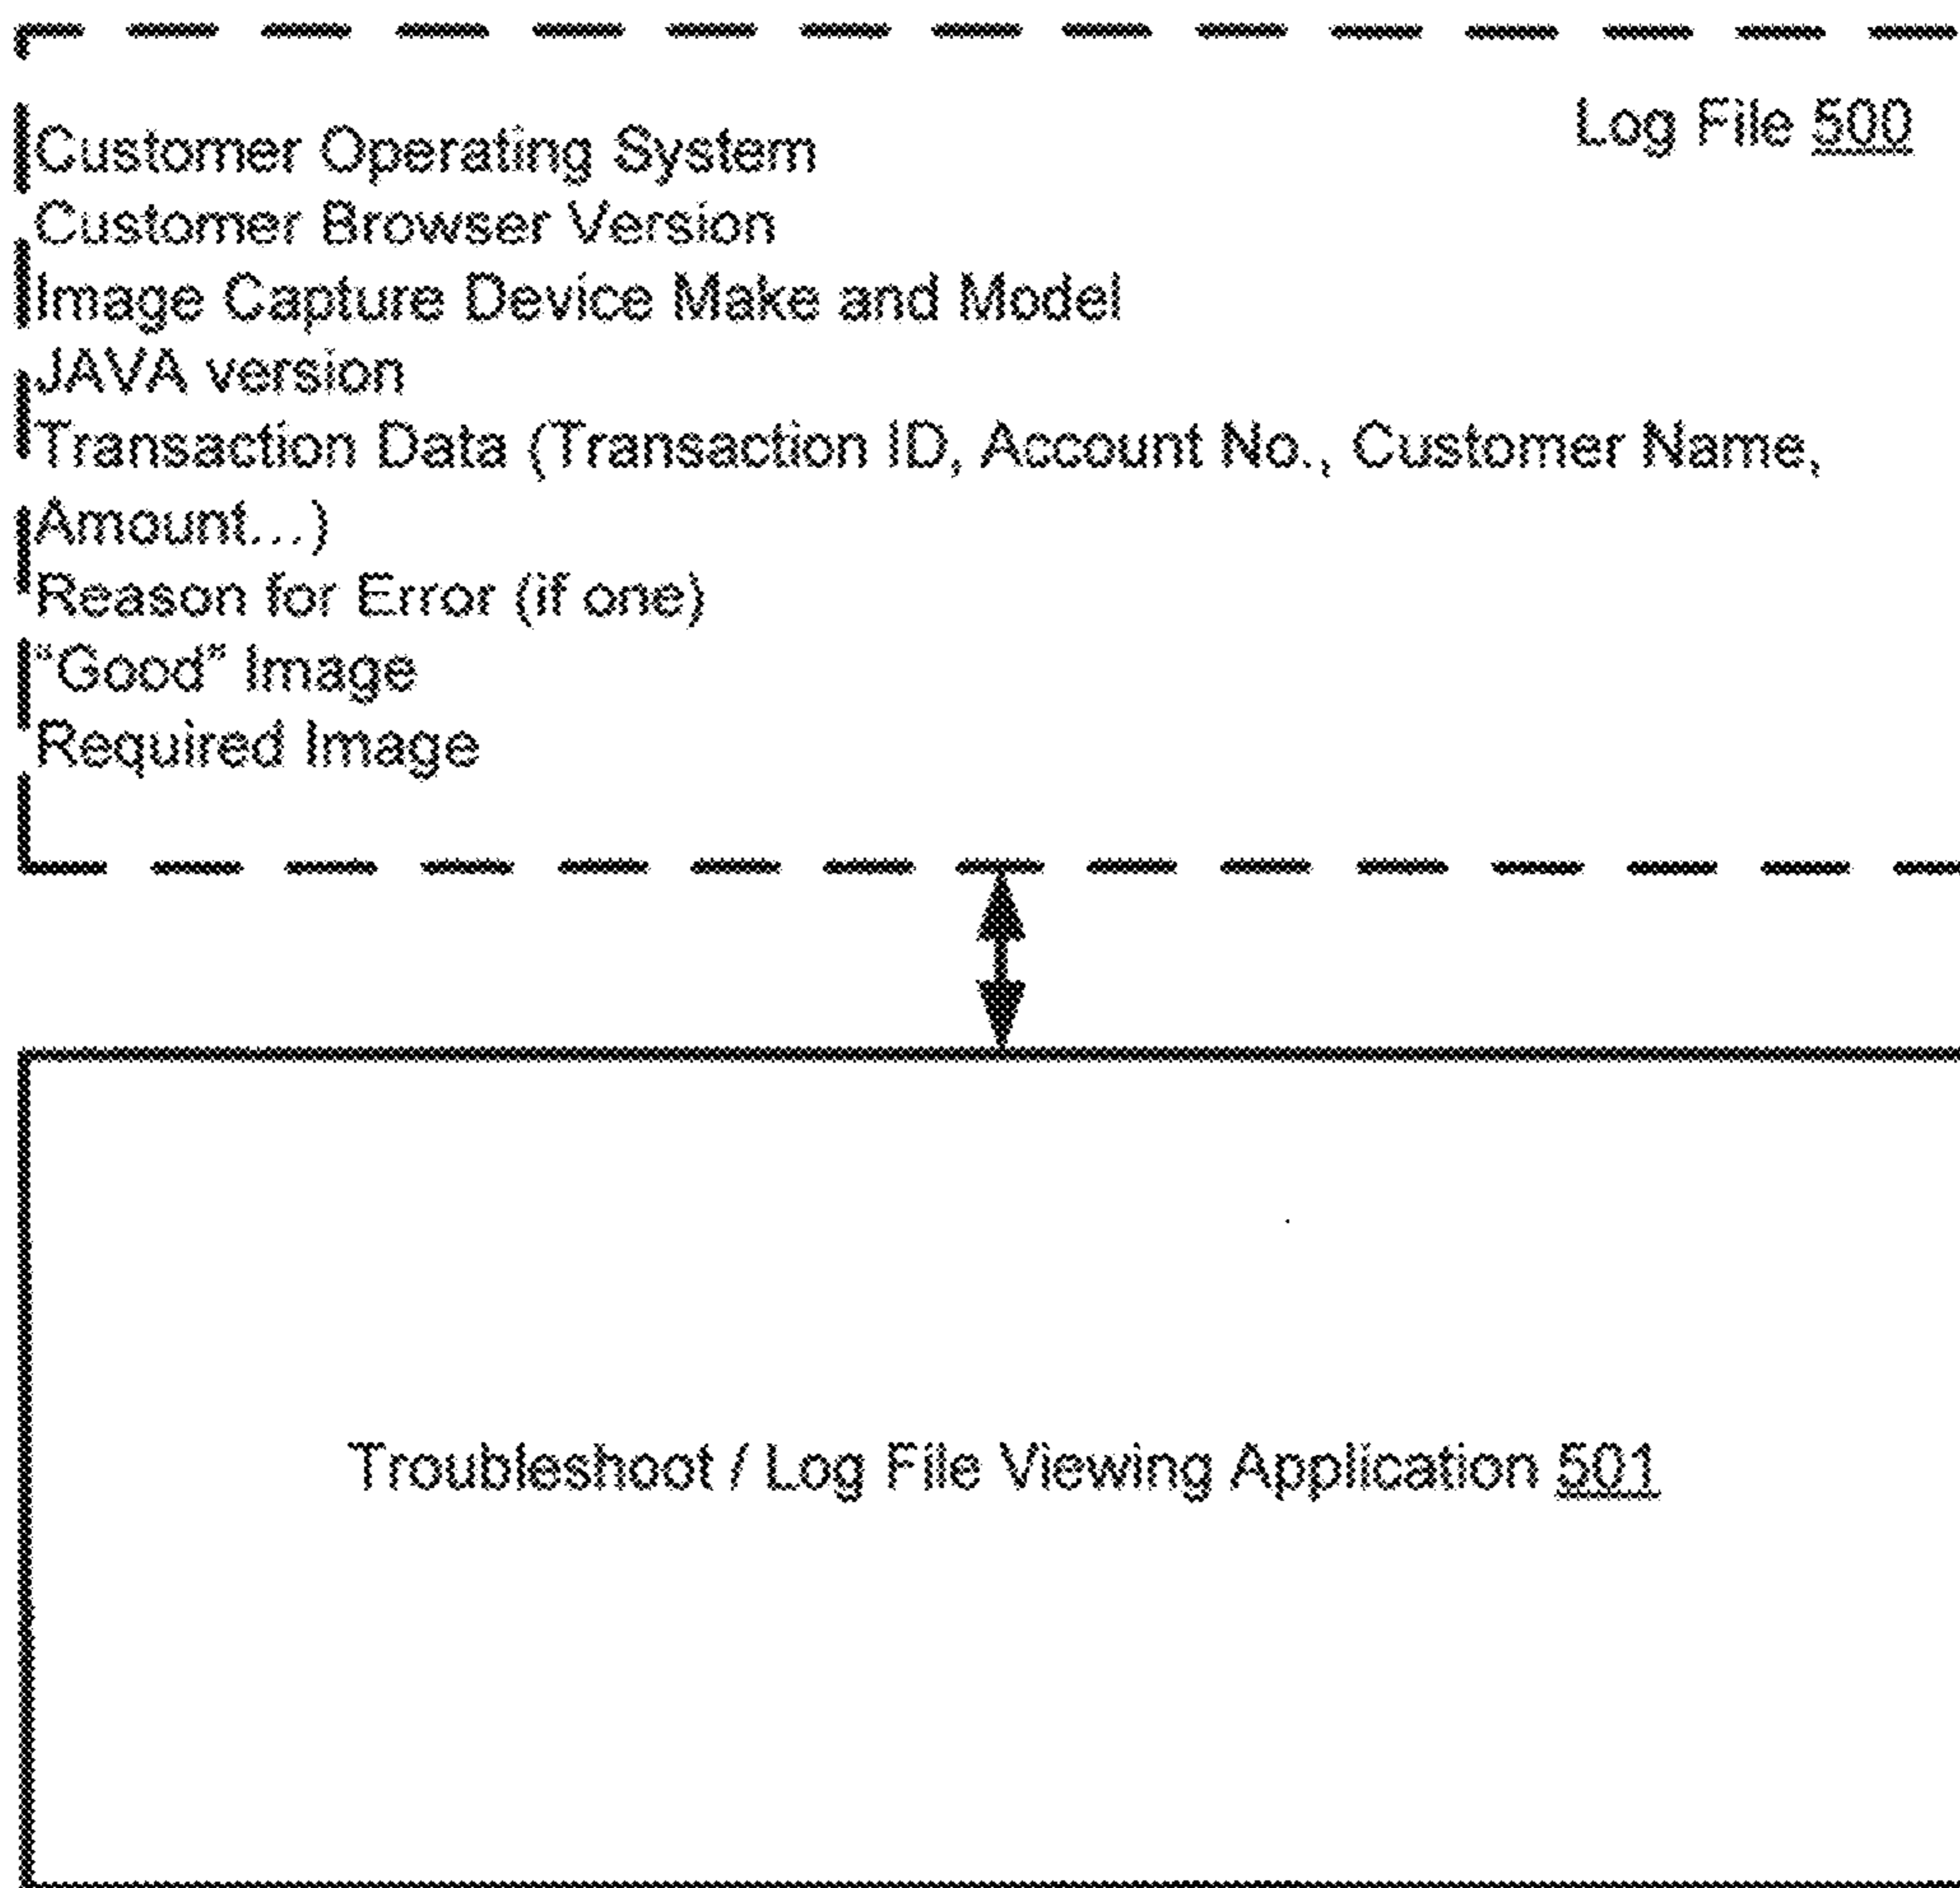 Log File 500
Customer Operating System
Customer Browser Version
Image Capture Device Make and Model
JAVA version
Transaction Data (Transaction ID, Account No., Customer Name,
Amount...)
Reason for Error (if one)
“Good” Image
Required Image
Troubleshoot / Log File Viewing Application 501